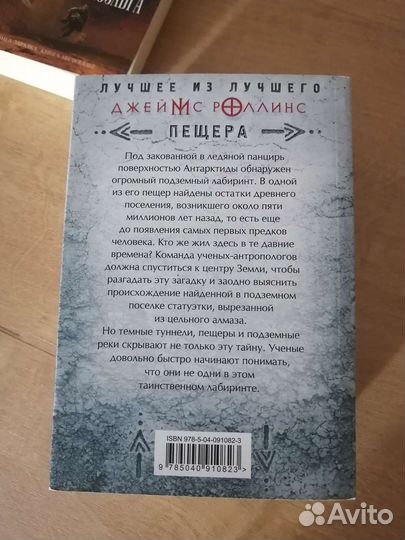 ЛУЧШЕЕ ИЗ ЛУЧШЕГО
ДЖЕЙМС РОЛЛИНС
ПЕЩЕРА
Под закованной в ледяной панцирь
поверхностью Антарктиды обнаружен
огромный подземный лабиринт. В одной
из его пещер найдены остатки древнего
поселения, возникшего около пяти
миллионов лет назад, то есть еще
до появления самых первых предков
человека. Кто же жил здесь в те давние
времена? Команда ученых-антропологов
должна спуститься к центру Земли, чтобы
разгадать эту загадку и заодно выяснить
происхождение найденной в подземном
поселке статуэтки, вырезанной
из цельного алмаза.
Но темные туннели, пещеры и подземные
реки скрывают не только эту тайну. Ученые
довольно быстро начинают понимать,
что они не одни в этом
таинственном лабиринте.
ISBN 978-5-04-091082-3
9 785040 910823>
Avito